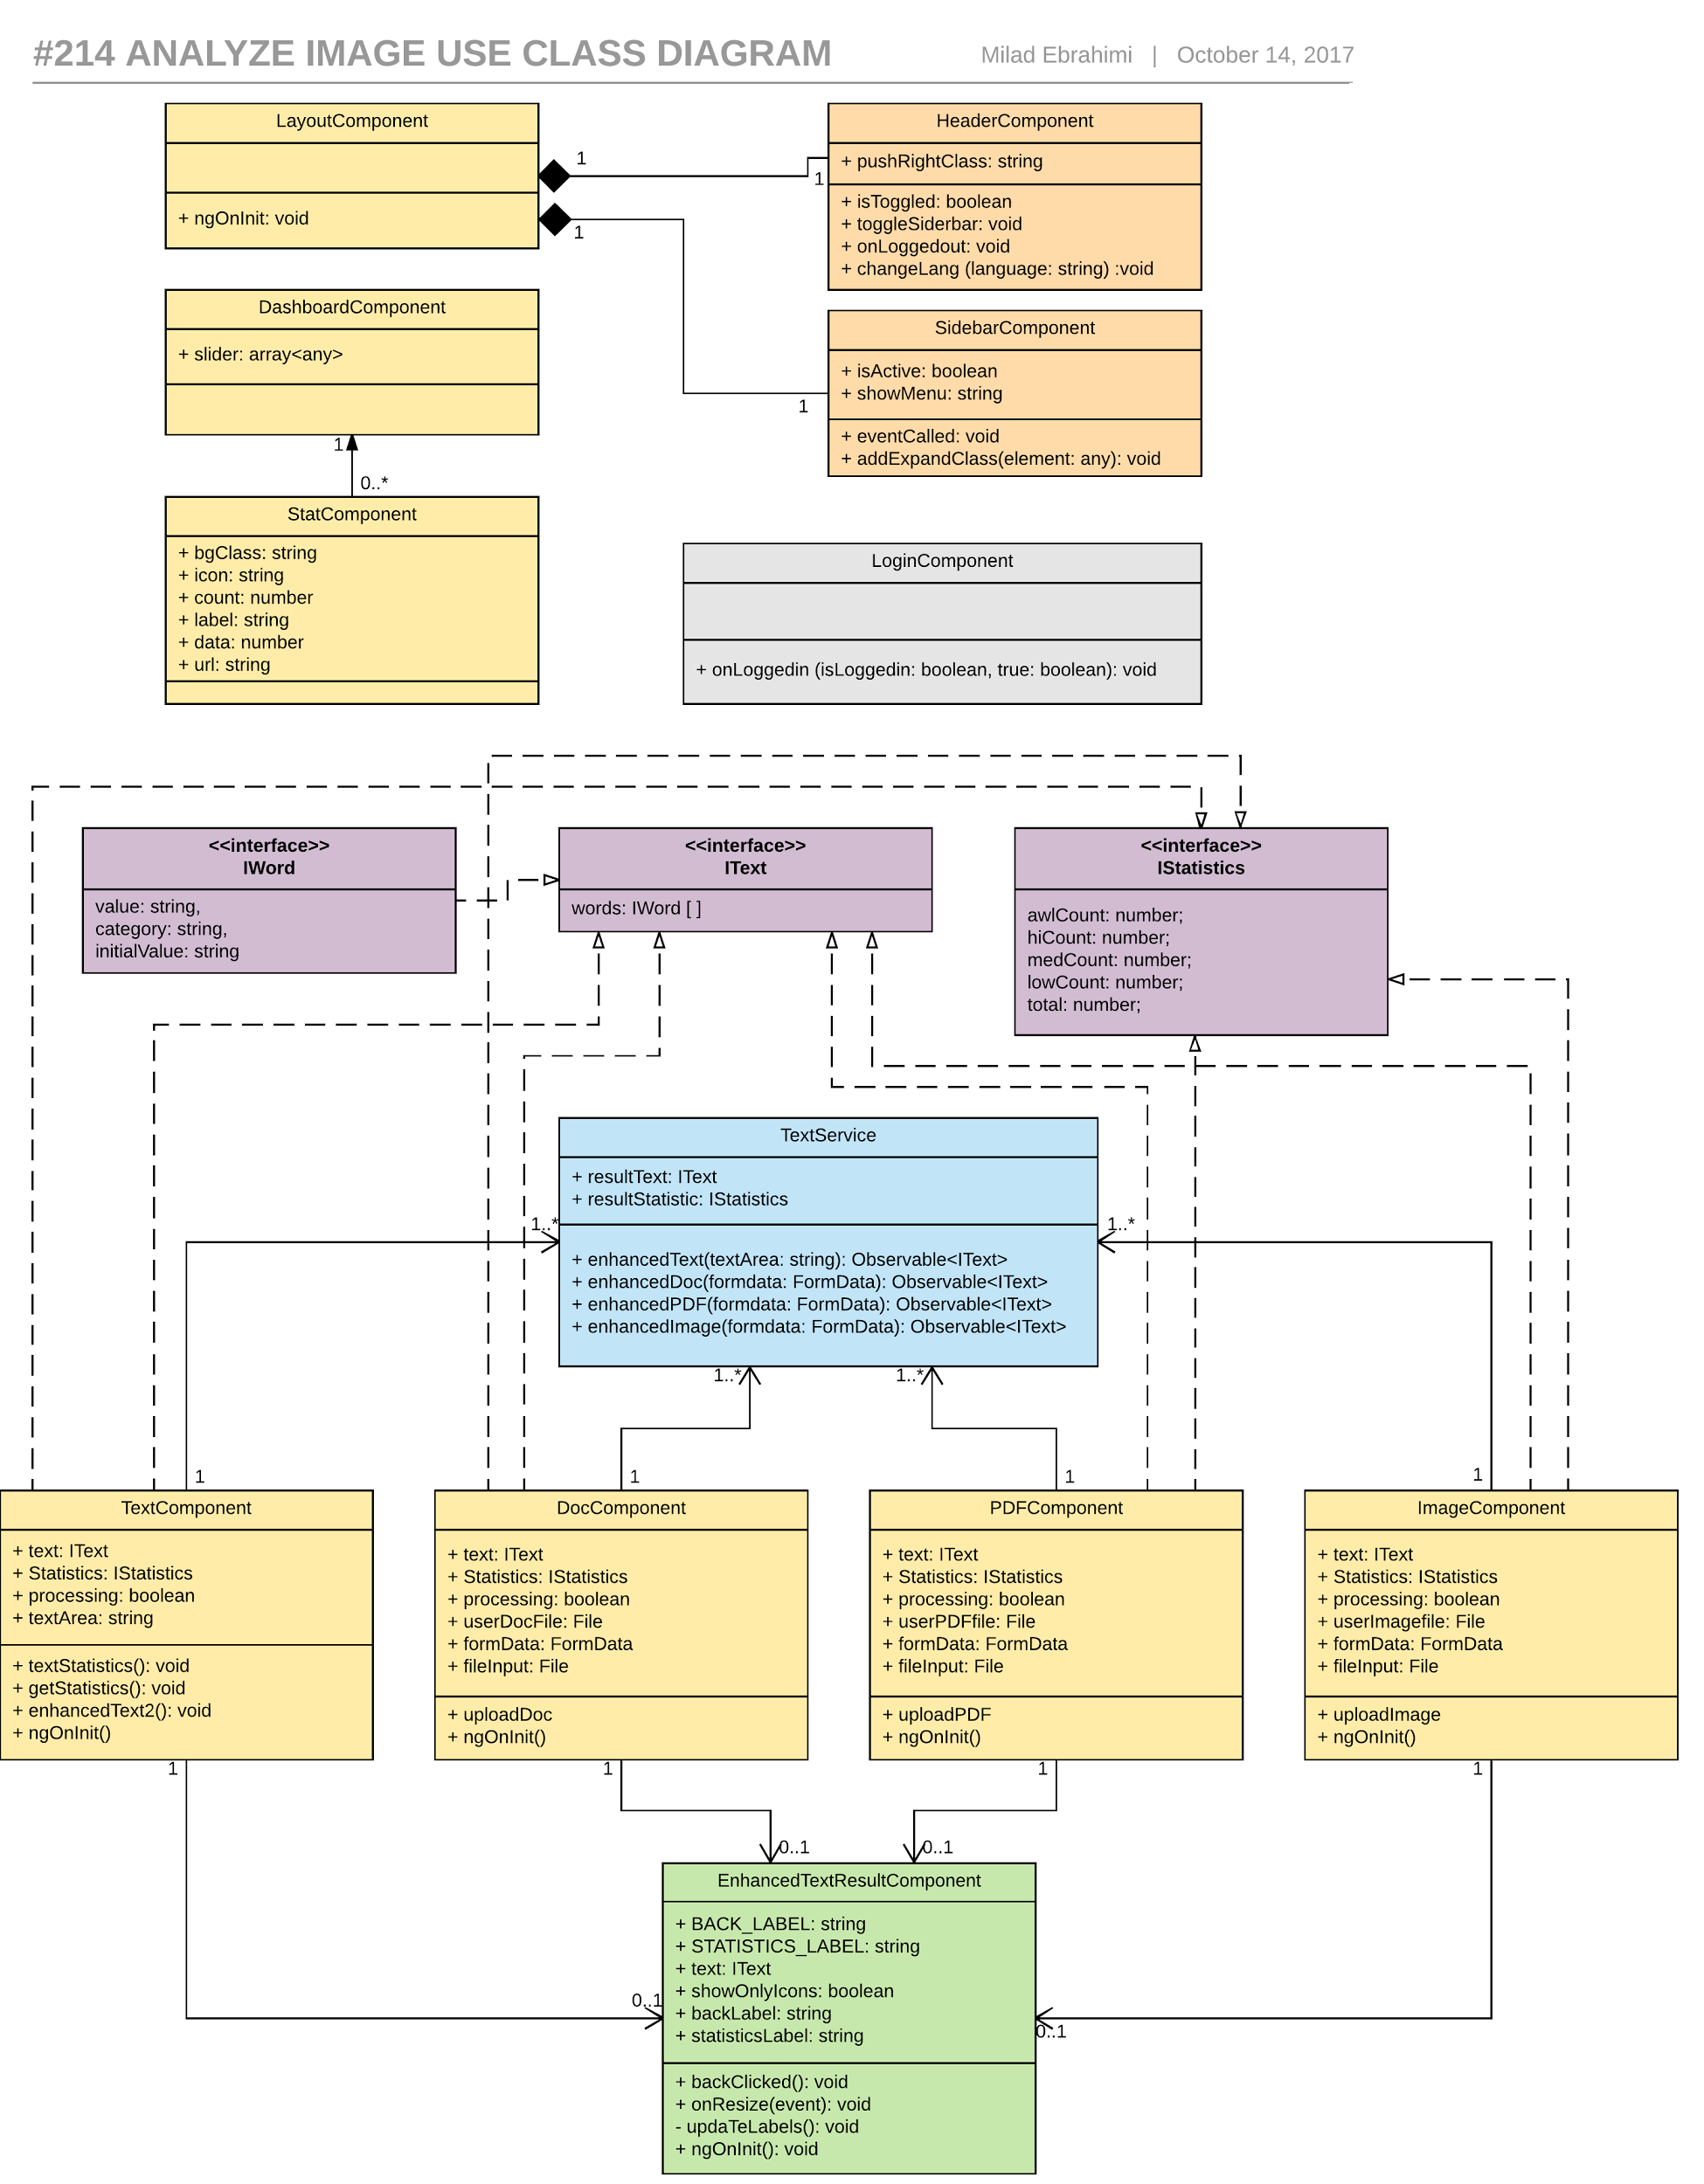 #214 ANALYZE IMAGE USE CLASS DIAGRAM
Milad Ebrahimi | October 14, 2017
LayoutComponent
+ ngOnInit: void
1
1
HeaderComponent
+ pushRightClass: string
+ isToggled: boolean
+ toggleSiderbar: void
+ onLoggedout: void
+ changeLang (language: string) :void
1
1
DashboardComponent
+ slider: array<any>
SidebarComponent
+ isActive: boolean
+ showMenu: string
+ eventCalled: void
+ addExpandClass(element: any): void
1
0..*
StatComponent
+ bgClass: string
+ icon: string
+ count: number
+ label: string
+ data: number
+ url: string
LoginComponent
+ onLoggedin (isLoggedin: boolean, true: boolean): void
<<interface>>
IWord
value: string,
category: string,
initialValue: string
<<interface>>
IText
words: IWord [ ]
<<interface>>
IStatistics
awlCount: number;
hiCount: number;
medCount: number;
lowCount: number;
total: number;
TextService
+ resultText: IText
+ resultStatistic: IStatistics
+ enhancedText(textArea: string): Observable<IText>
+ enhancedDoc(formdata: FormData): Observable<IText>
+ enhancedPDF(formdata: FormData): Observable<IText>
+ enhancedImage(formdata: FormData): Observable<IText>
1..*
1..*
1..*
1..*
1
1
1
1
TextComponent
+ text: IText
+ Statistics: IStatistics
+ processing: boolean
+ textArea: string
+ textStatistics(): void
+ getStatistics(): void
+ enhancedText2(): void
+ ngOnInit()
DocComponent
+ text: IText
+ Statistics: IStatistics
+ processing: boolean
+ userDocFile: File
+ formData: FormData
+ fileInput: File
+ uploadDoc
+ ngOnInit()
PDFComponent
+ text: IText
+ Statistics: IStatistics
+ processing: boolean
+ userPDFfile: File
+ formData: FormData
+ fileInput: File
+ uploadPDF
+ ngOnInit()
ImageComponent
+ text: IText
+ Statistics: IStatistics
+ processing: boolean
+ userImagefile: File
+ formData: FormData
+ fileInput: File
+ uploadImage
+ ngOnInit()
1
1
1
1
0..1
0..1
0..1
0..1
EnhancedTextResultComponent
+ BACK_LABEL: string
+ STATISTICS_LABEL: string
+ text: IText
+ showOnlyIcons: boolean
+ backLabel: string
+ statisticsLabel: string
+ backClicked(): void
+ onResize(event): void
- updaTeLabels(): void
+ ngOnInit(): void